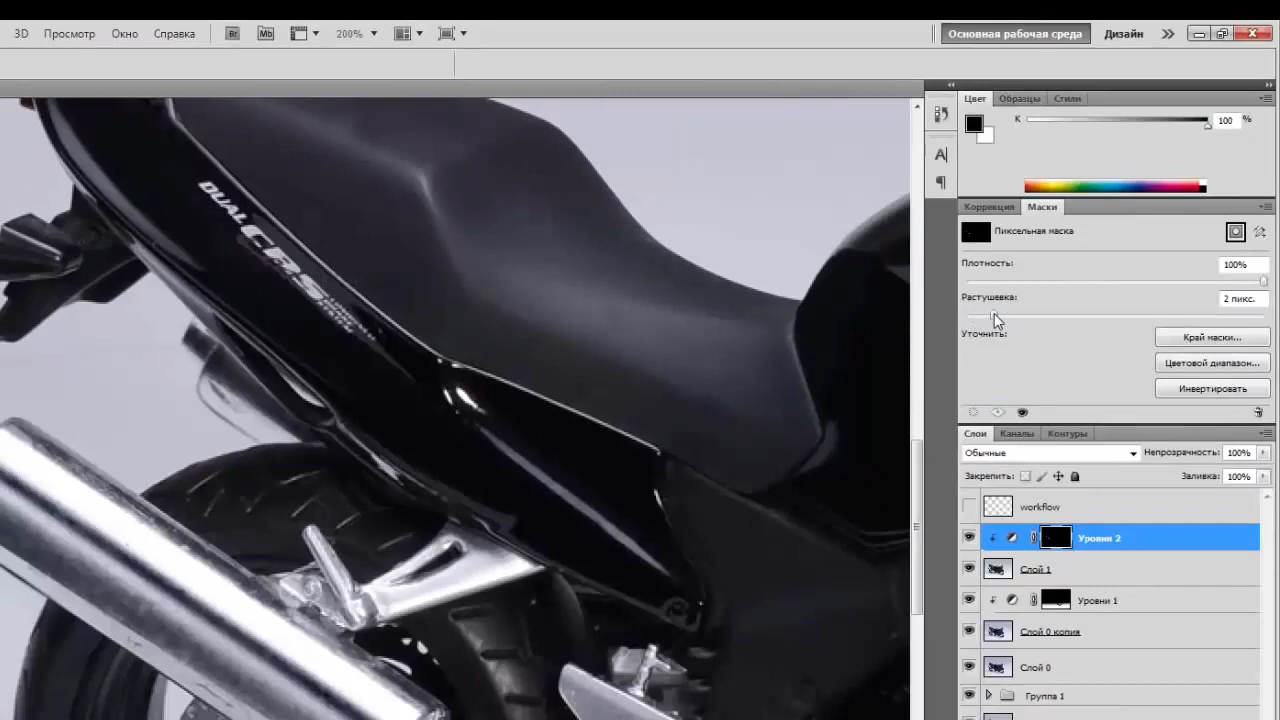 3D Просмотр Окно Справка Br Mb 200% Основная рабочая среда Дизайн
Цвет Образцы Стили
K 100 %
Коррекция Маски
Пиксельная маска
Плотность: 100%
Растушевка: 2 пикс.
Уточнить: Край маски...
Цветовой диапазон...
Инвертировать
Слои Каналы Контуры
Обычные Непрозрачность: 100%
Закрепить: Заливка: 100%
workflow
Уровни 2
Слой 1
Уровни 1
Слой 0 копия
Слой 0
Группа 1
DUAL
CBS